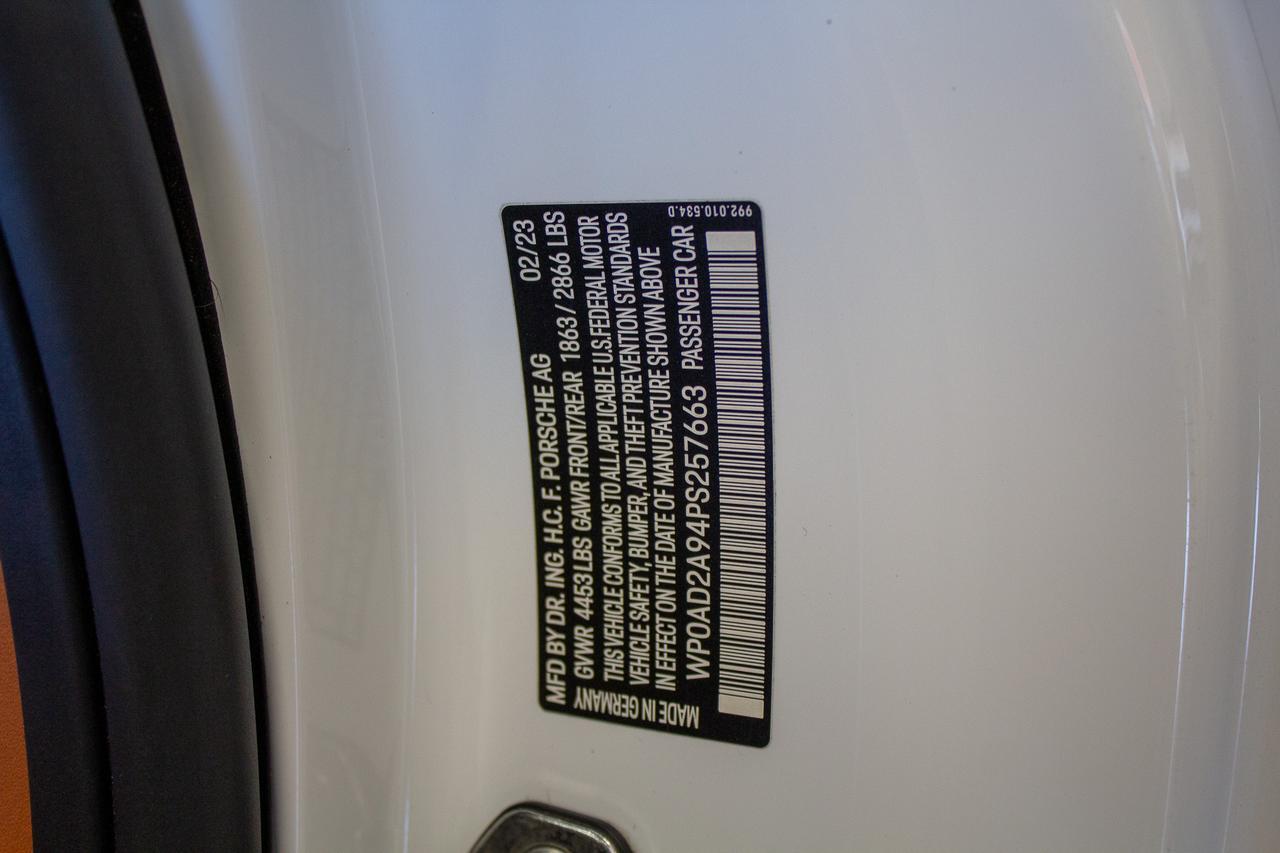 MFD BY DR. ING. H.C. F. PORSCHE AG 02/23
GVWR 4453 LBS GAWR FRONT/REAR 1863 / 2866 LBS
THIS VEHICLE CONFORMS TO ALL APPLICABLE U.S. FEDERAL MOTOR
VEHICLE SAFETY, BUMPER, AND THEFT PREVENTION STANDARDS
IN EFFECT ON THE DATE OF MANUFACTURE SHOWN ABOVE
WP0AD2A94PS257663 PASSENGER CAR
MADE IN GERMANY
992.010.534.D